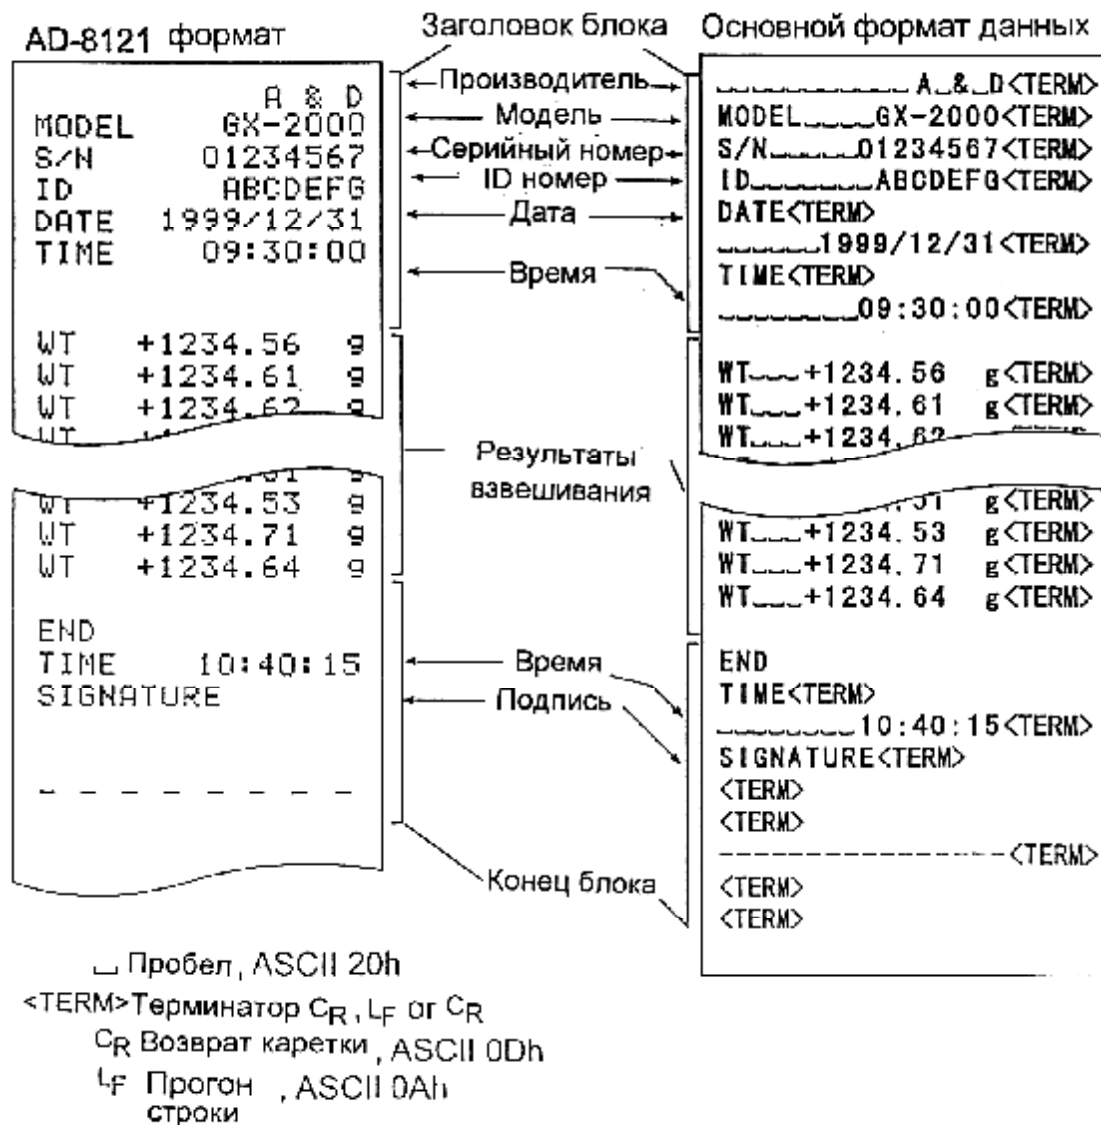 AD-8121 формат
A & D
MODEL GX-2000
S/N 01234567
ID ABCDEFG
DATE 1999/12/31
TIME 09:30:00
WT +1234.56 g
WT +1234.61 g
WT +1234.62 g
WT +1234.53 g
WT +1234.71 g
WT +1234.64 g
END
TIME 10:40:15
SIGNATURE
_ _ _ _ _ _ _ _ _
Заголовок блока
Производитель
Модель
Серийный номер
ID номер
Дата
Время
Результаты
взвешивания
Время
Подпись
Конец блока
Основной формат данных
␣␣␣␣␣␣␣␣␣␣␣A␣&␣D<TERM>
MODEL␣␣␣␣GX-2000<TERM>
S/N␣␣␣␣␣01234567<TERM>
ID␣␣␣␣␣␣␣ABCDEFG<TERM>
DATE<TERM>
␣␣␣␣␣␣1999/12/31<TERM>
TIME<TERM>
␣␣␣␣␣␣␣␣09:30:00<TERM>
WT␣␣␣+1234.56 g<TERM>
WT␣␣␣+1234.61 g<TERM>
WT␣␣␣+1234.62
g<TERM>
WT␣␣␣+1234.53 g<TERM>
WT␣␣␣+1234.71 g<TERM>
WT␣␣␣+1234.64 g<TERM>
END
TIME<TERM>
␣␣␣␣␣␣␣␣10:40:15<TERM>
SIGNATURE<TERM>
<TERM>
<TERM>
----------------<TERM>
<TERM>
<TERM>
␣ Пробел, ASCII 20h
<TERM>Терминатор CR, LF or CR
CR Возврат каретки, ASCII 0Dh
LF Прогон , ASCII 0Ah
строки